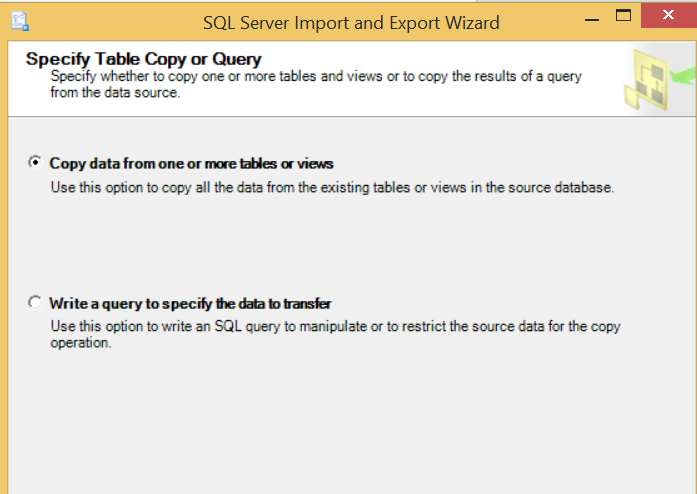 SQL Server Import and Export Wizard
Specify Table Copy or Query
Specify whether to copy one or more tables and views or to copy the results of a query
from the data source.
Copy data from one or more tables or views
Use this option to copy all the data from the existing tables or views in the source database.
Write a query to specify the data to transfer
Use this option to write an SQL query to manipulate or to restrict the source data for the copy
operation.